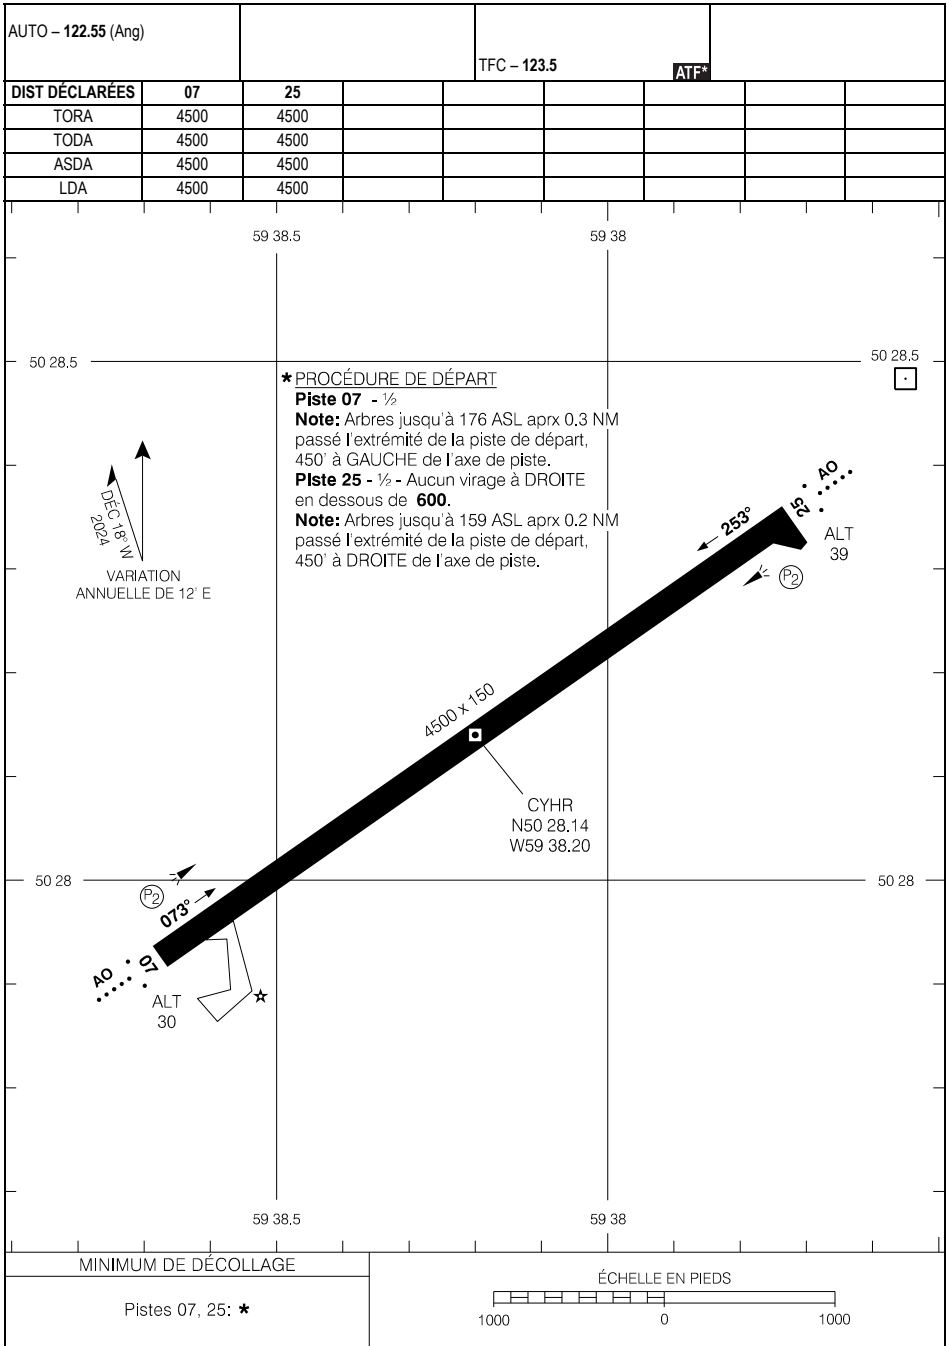 AUTO – 122.55 (Ang)
TFC – 123.5
ATF*
DIST DÉCLARÉES 07 25
TORA 4500 4500
TODA 4500 4500
ASDA 4500 4500
LDA 4500 4500
59 38.5 59 38
50 28.5 50 28.5
* PROCÉDURE DE DÉPART
Piste 07 - ½
Note: Arbres jusqu'à 176 ASL aprx 0.3 NM
passé l'extrémité de la piste de départ,
450' à GAUCHE de l'axe de piste.
Piste 25 - ½ - Aucun virage à DROITE
en dessous de 600.
Note: Arbres jusqu'à 159 ASL aprx 0.2 NM
passé l'extrémité de la piste de départ,
450' à DROITE de l'axe de piste.
DÉC 18° W
2024
VARIATION
ANNUELLE DE 12' E
AO
25
253°
ALT
39
P2
4500 x 150
CYHR
N50 28.14
W59 38.20
50 28 50 28
P2
073°
07
AO
ALT
30
59 38.5 59 38
MINIMUM DE DÉCOLLAGE
Pistes 07, 25: *
ÉCHELLE EN PIEDS
1000 0 1000